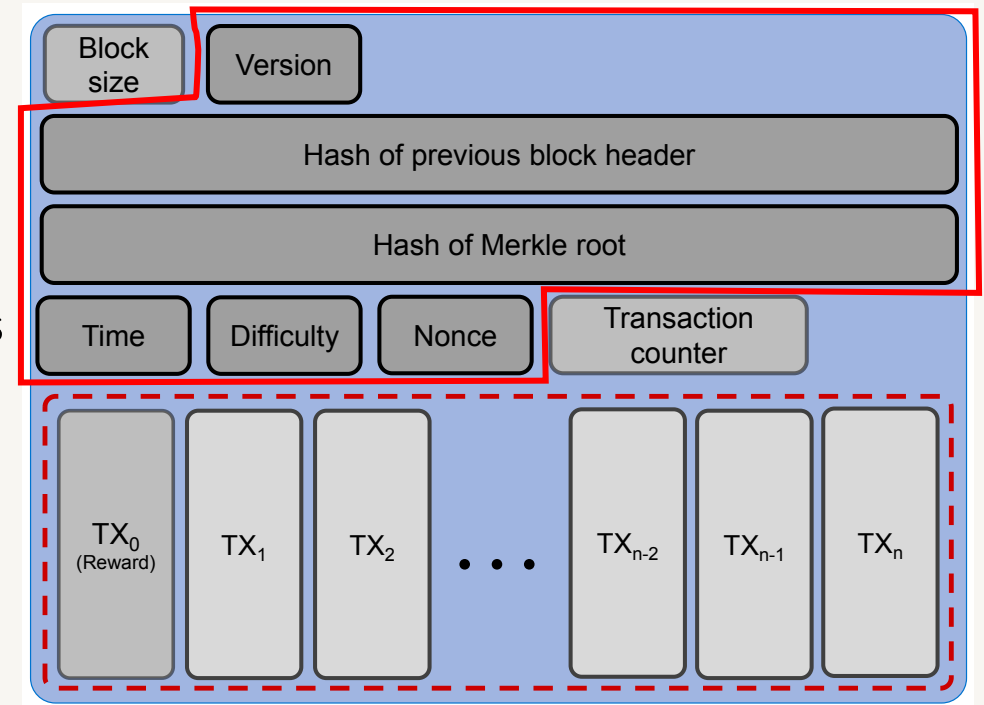 Block
size
Version
Hash of previous block header
Hash of Merkle root
s
Time
Difficulty
Nonce
Transaction
counter
TX₀
(Reward)
TX₁
TX₂
. . .
TXₙ₋₂
TXₙ₋₁
TXₙ